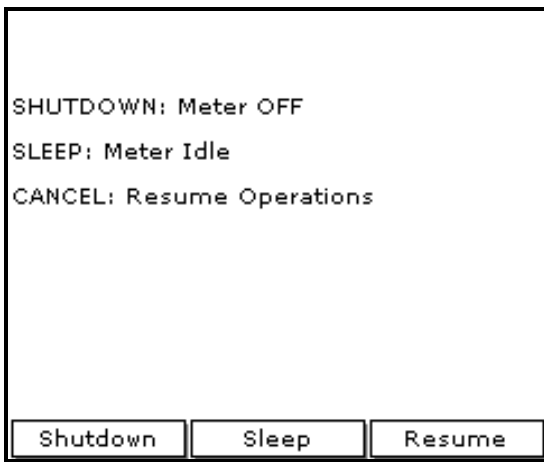 SHUTDOWN: Meter OFF
SLEEP: Meter Idle
CANCEL: Resume Operations
Shutdown Sleep Resume